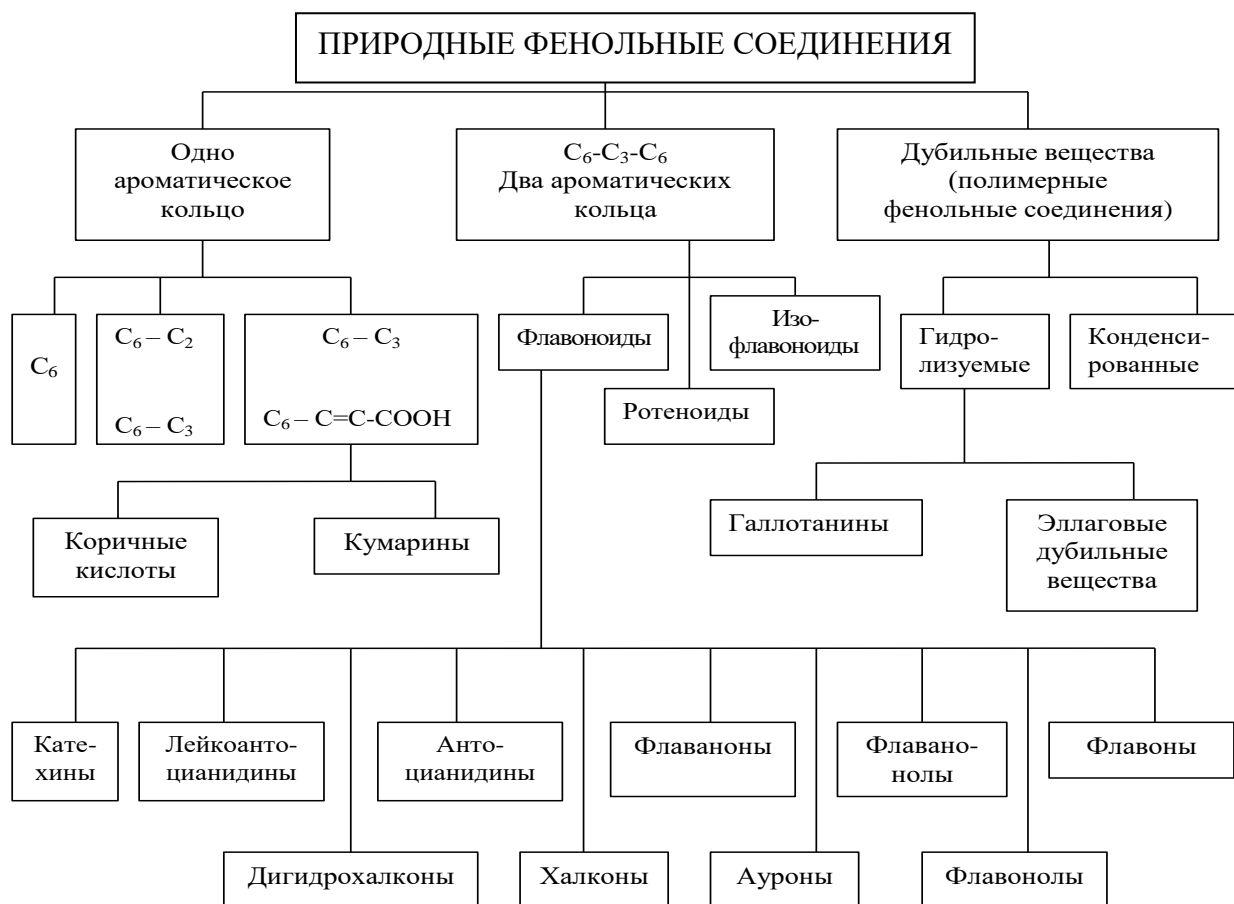 ПРИРОДНЫЕ ФЕНОЛЬНЫЕ СОЕДИНЕНИЯ
Одно
ароматическое
кольцо
C₆-C₃-C₆
Два ароматических
кольца
Дубильные вещества
(полимерные
фенольные соединения)
C₆
C₆ – C₂
C₆ – C₃
C₆ – C₃
C₆ – C=C-COOH
Флавоноиды
Ротеноиды
Изо-
флавоноиды
Гидро-
лизуемые
Конденси-
рованные
Коричные
кислоты
Кумарины
Галлотанины
Эллаговые
дубильные
вещества
Кате-
хины
Лейкоанто-
цианидины
Анто-
цианидины
Флаваноны
Флавано-
нолы
Флавоны
Дигидрохалконы
Халконы
Ауроны
Флавонолы